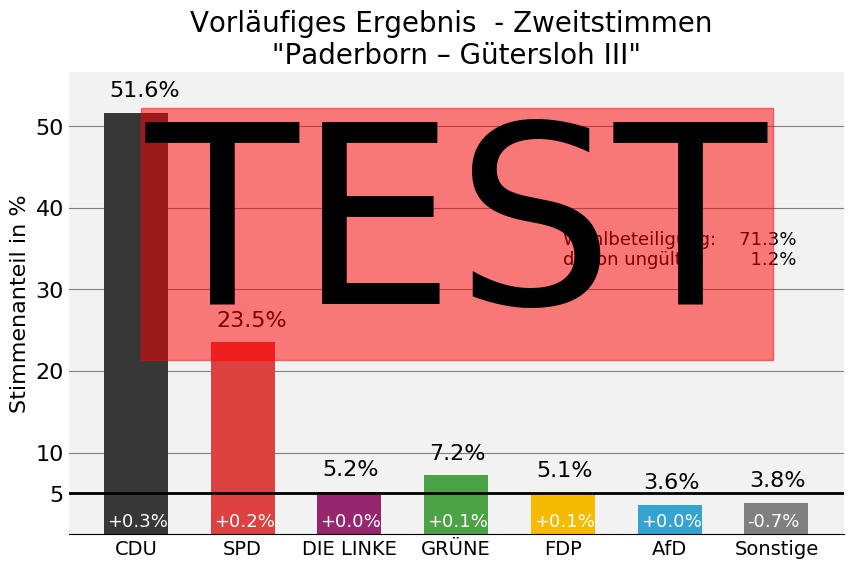 Vorläufiges Ergebnis - Zweitstimmen
"Paderborn – Gütersloh III"
Stimmenanteil in %
50
40
30
20
10
5
TEST
51.6%
23.5%
5.2%
7.2%
5.1%
3.6%
3.8%
71.3%
1.2%
+0.3%
+0.2%
+0.0%
+0.1%
+0.1%
+0.0%
-0.7%
CDU
SPD
DIE LINKE
GRÜNE
FDP
AfD
Sonstige